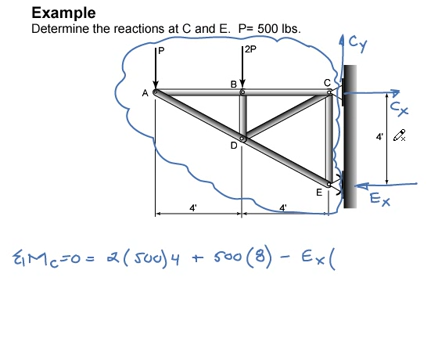 Example
Determine the reactions at C and E. P= 500 lbs.
P
2P
Cy
A
B
C
Cx
4'
D
E
Ex
4'
4'
ΣMc=0 = 2(500)4 + 500(8) - Ex(